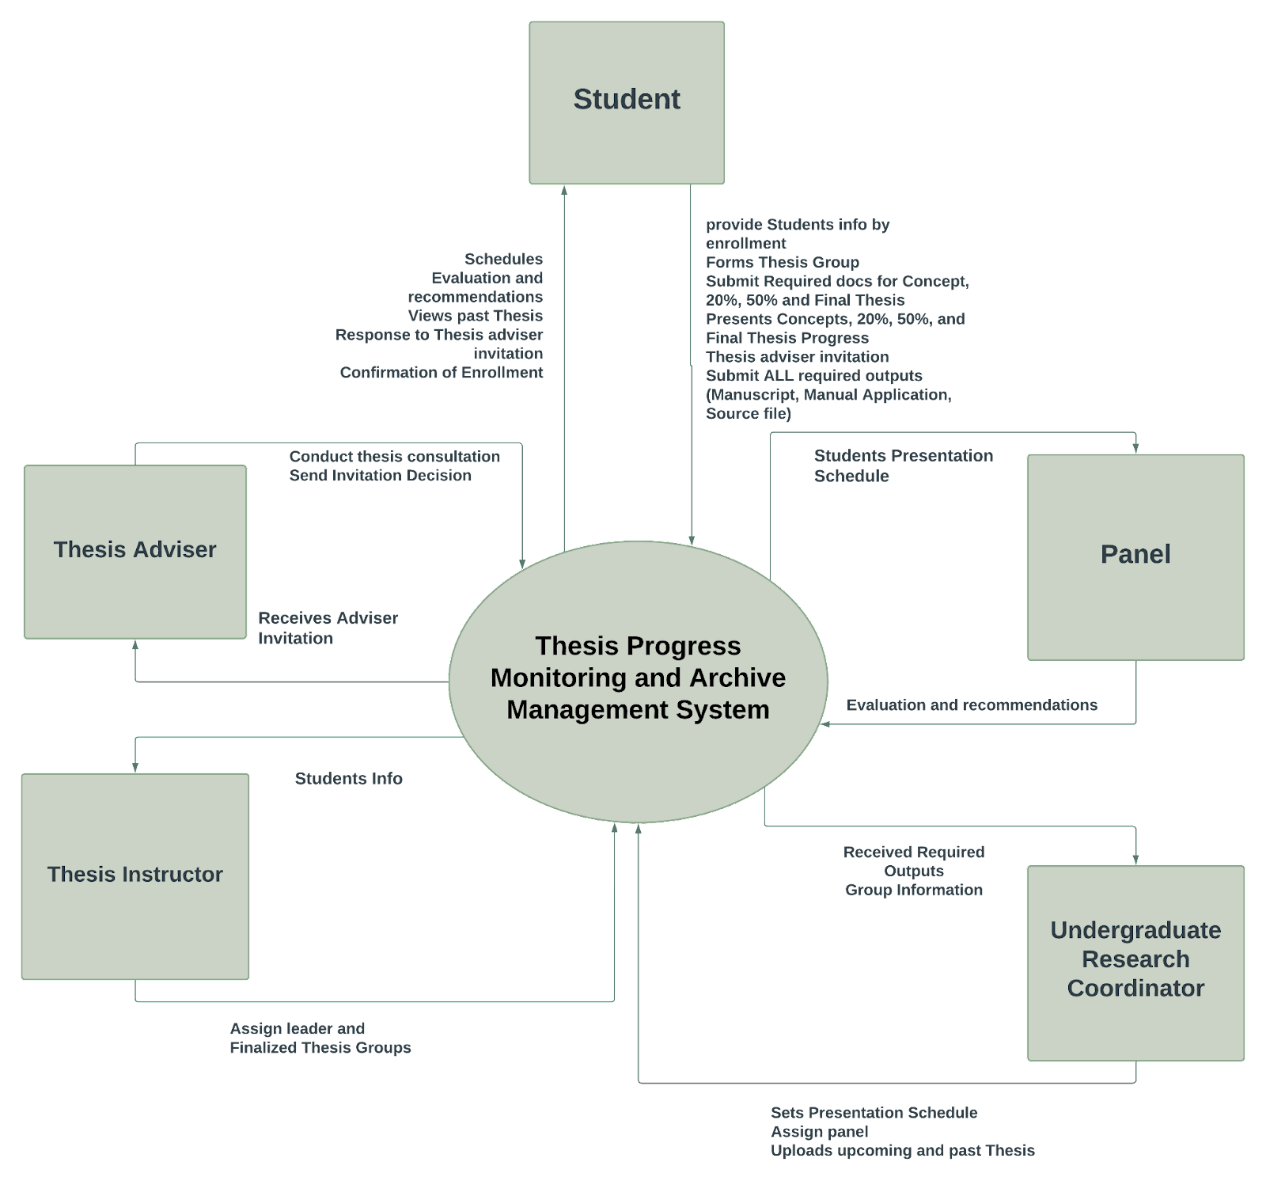 Student
Schedules
Evaluation and
recommendations
Views past Thesis
Response to Thesis adviser
invitation
Confirmation of Enrollment
provide Students info by
enrollment
Forms Thesis Group
Submit Required docs for Concept,
20%, 50% and Final Thesis
Presents Concepts, 20%, 50%, and
Final Thesis Progress
Thesis adviser invitation
Submit ALL required outputs
(Manuscript, Manual Application,
Source file)
Conduct thesis consultation
Send Invitation Decision
Students Presentation
Schedule
Thesis Adviser
Panel
Receives Adviser
Invitation
Thesis Progress
Monitoring and Archive
Management System
Evaluation and recommendations
Students Info
Thesis Instructor
Received Required
Outputs
Group Information
Undergraduate
Research
Coordinator
Assign leader and
Finalized Thesis Groups
Sets Presentation Schedule
Assign panel
Uploads upcoming and past Thesis